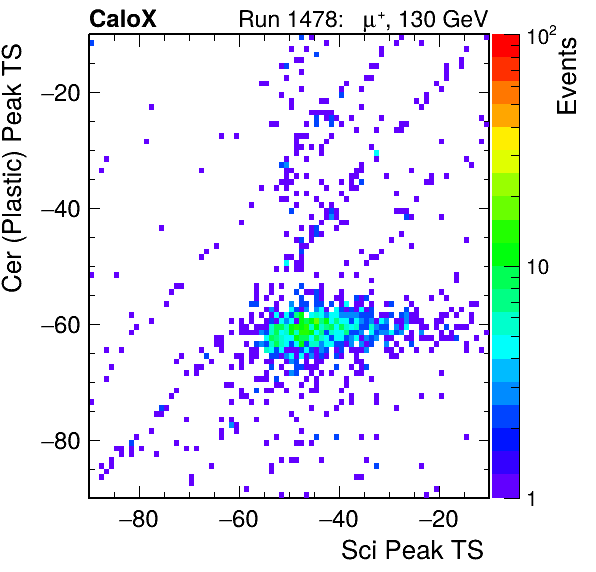 CaloX Run 1478: μ⁺, 130 GeV
Cer (Plastic) Peak TS
−20
−40
−60
−80
−80 −60 −40 −20
Sci Peak TS
10²
10
1
Events